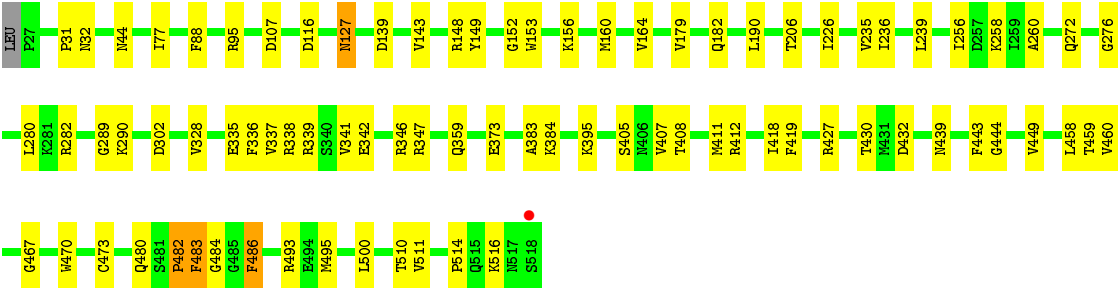 LEU P27 P31 N32 N44 I77 F88 R95 D107 D116 N127 D139 V143 R148 Y149 G152 W153 K156 M160 V164 V179 Q182 L190 T206 I226 V235 I236 L239 I256 D257 K258 I259 A260 Q272 G276
L280 K281 R282 G289 K290 D302 V328 E335 F336 V337 R338 R339 S340 V341 E342 R346 R347 Q359 E373 A383 K384 K395 S405 N406 V407 T408 M411 R412 I418 F419 R427 T430 M431 D432 N439 F443 G444 V449 L458 T459 V460
G467 W470 C473 Q480 S481 P482 F483 G484 G485 F486 R493 E494 M495 L500 T510 V511 P514 Q515 K516 N517 S518